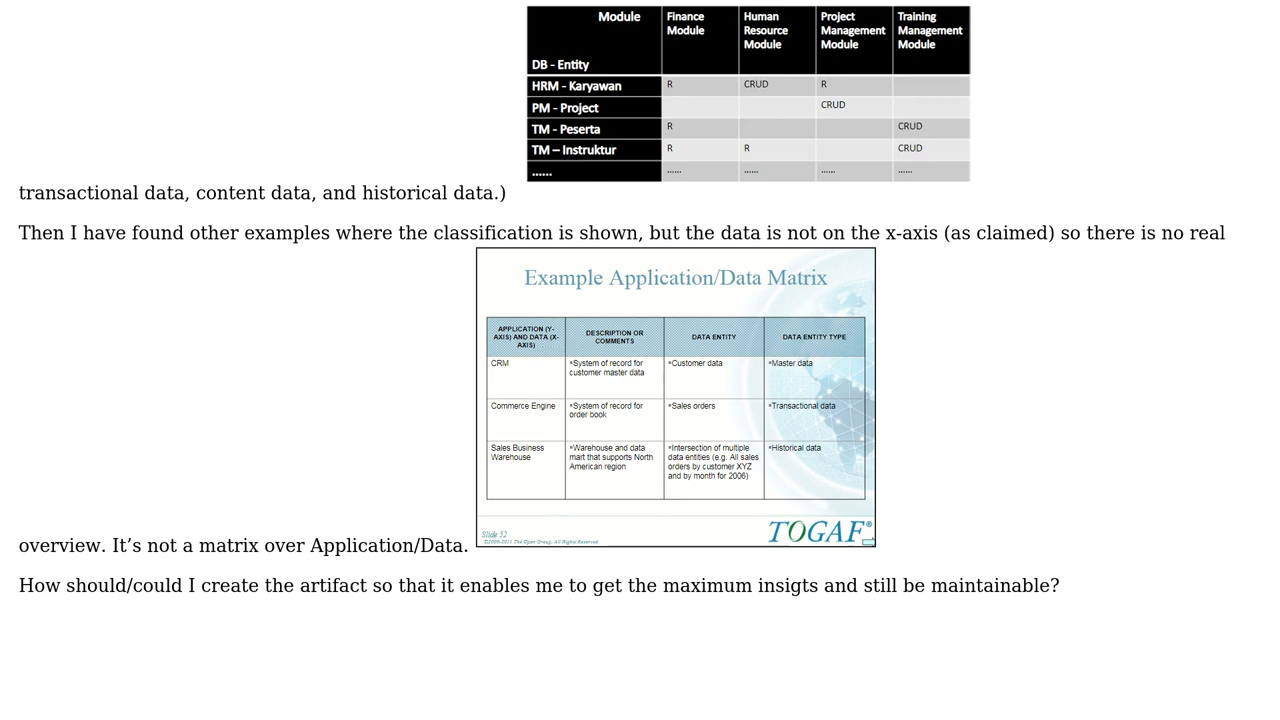 Module Finance Module Human Resource Module Project Management Module Training Management Module
DB - Entity
HRM - Karyawan R CRUD R
PM - Project CRUD
TM - Peserta R CRUD
TM – Instruktur R R CRUD
...... ...... ...... ...... ......
transactional data, content data, and historical data.)
Then I have found other examples where the classification is shown, but the data is not on the x-axis (as claimed) so there is no real
Example Application/Data Matrix
APPLICATION (Y-AXIS) AND DATA (X-AXIS) DESCRIPTION OR COMMENTS DATA ENTITY DATA ENTITY TYPE
CRM ▪System of record for customer master data ▪Customer data ▪Master data
Commerce Engine ▪System of record for order book ▪Sales orders ▪Transactional data
Sales Business Warehouse ▪Warehouse and data mart that supports North American region ▪Intersection of multiple data entities (e.g. All sales orders by customer XYZ and by month for 2006) ▪Historical data
Slide 52
©2009-2011 The Open Group, All Rights Reserved
TOGAF®
overview. It’s not a matrix over Application/Data.
How should/could I create the artifact so that it enables me to get the maximum insigts and still be maintainable?